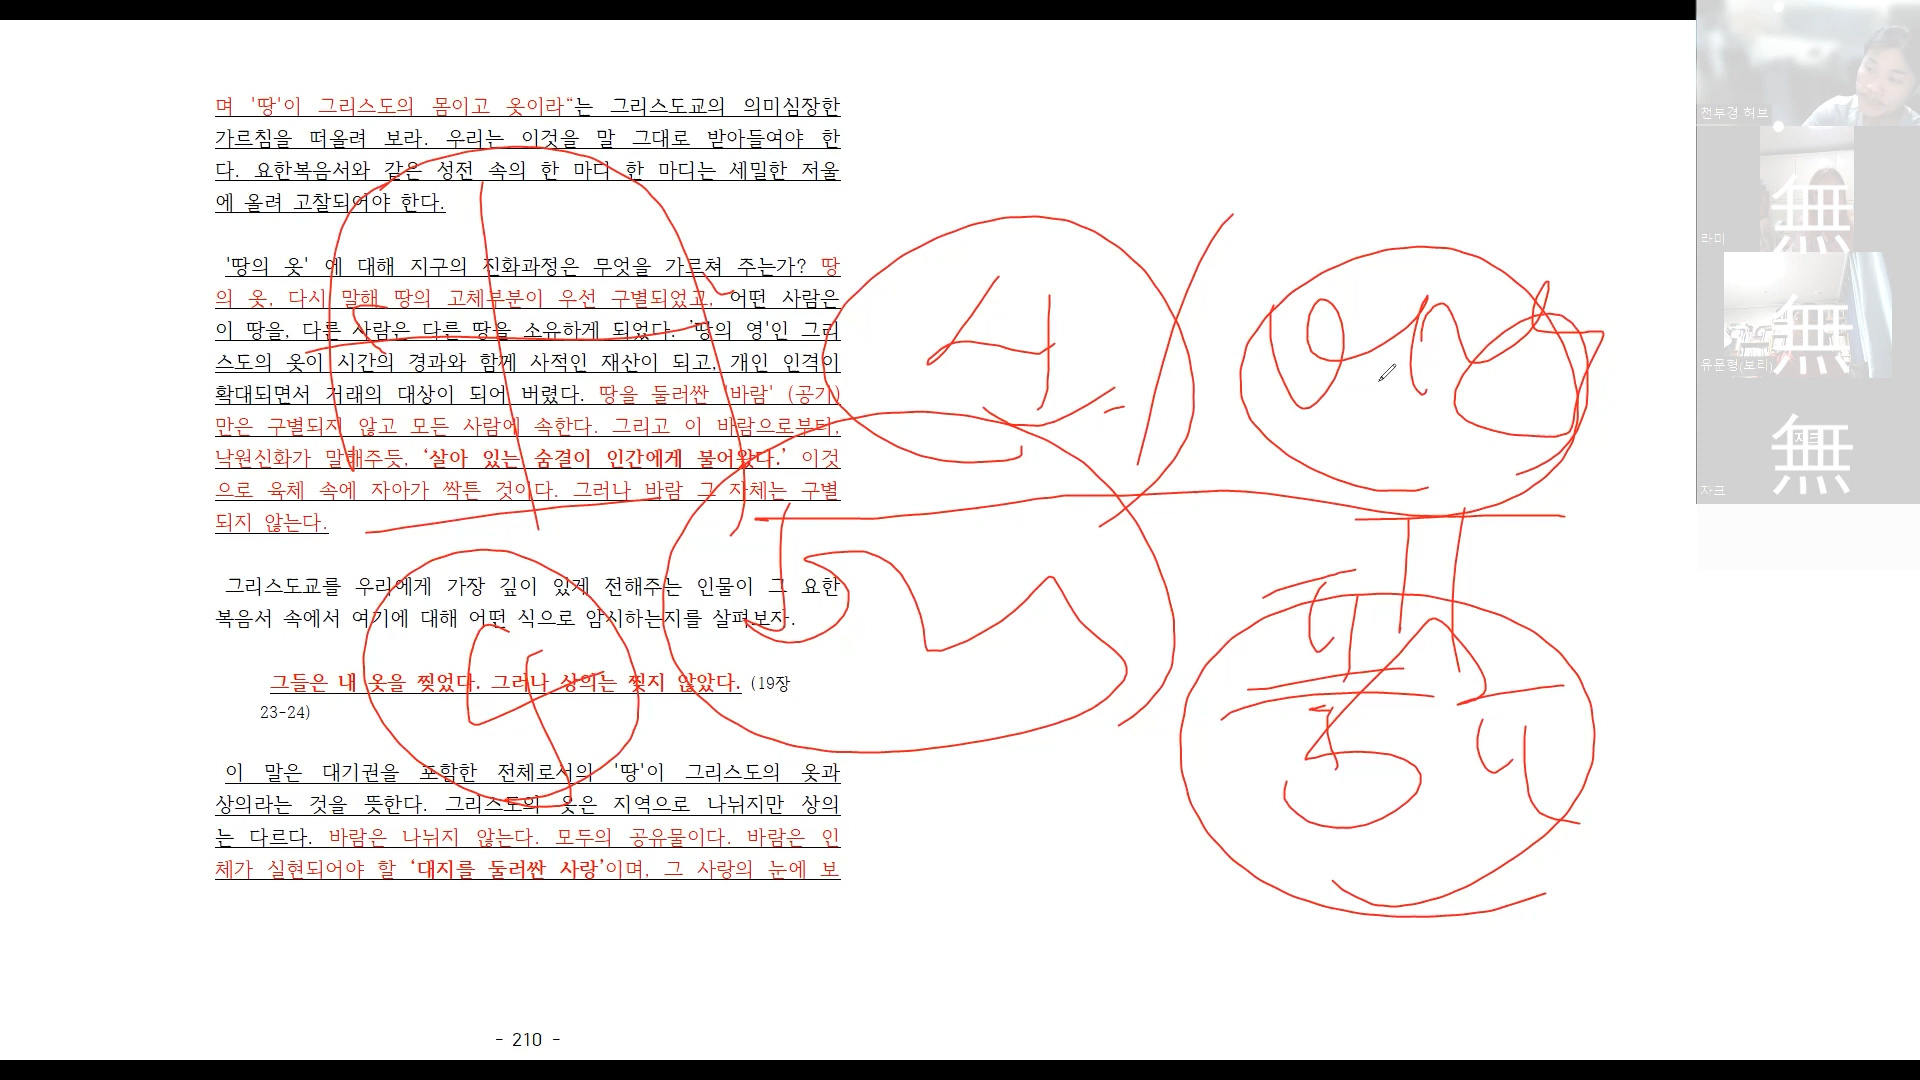 며 '땅'이 그리스도의 몸이고 옷이라“는 그리스도교의 의미심장한
가르침을 떠올려 보라. 우리는 이것을 말 그대로 받아들여야 한
다. 요한복음서와 같은 성전 속의 한 마디 한 마디는 세밀한 저울
에 올려 고찰되어야 한다.
'땅의 옷' 에 대해 지구의 진화과정은 무엇을 가르쳐 주는가? 땅
의 옷, 다시 말해 땅의 고체부분이 우선 구별되었고, 어떤 사람은
이 땅을, 다른 사람은 다른 땅을 소유하게 되었다. '땅의 영'인 그리
스도의 옷이 시간의 경과와 함께 사적인 재산이 되고, 개인 인격이
확대되면서 거래의 대상이 되어 버렸다. 땅을 둘러싼 '바람' (공기)
만은 구별되지 않고 모든 사람에 속한다. 그리고 이 바람으로부터,
낙원신화가 말해주듯, ‘살아 있는 숨결이 인간에게 불어왔다.’ 이것
으로 육체 속에 자아가 싹튼 것이다. 그러나 바람 그 자체는 구별
되지 않는다.
그리스도교를 우리에게 가장 깊이 있게 전해주는 인물이 그 요한
복음서 속에서 여기에 대해 어떤 식으로 암시하는지를 살펴보자.
그들은 내 옷을 찢었다. 그러나 상의는 찢지 않았다. (19장
23-24)
이 말은 대기권을 포함한 전체로서의 '땅'이 그리스도의 옷과
상의라는 것을 뜻한다. 그리스도의 옷은 지역으로 나뉘지만 상의
는 다르다. 바람은 나뉘지 않는다. 모두의 공유물이다. 바람은 인
체가 실현되어야 할 ‘대지를 둘러싼 사랑’이며, 그 사랑의 눈에 보
- 210 -
천부경 허브
無
라미
無
유문형(보리)
無
자크